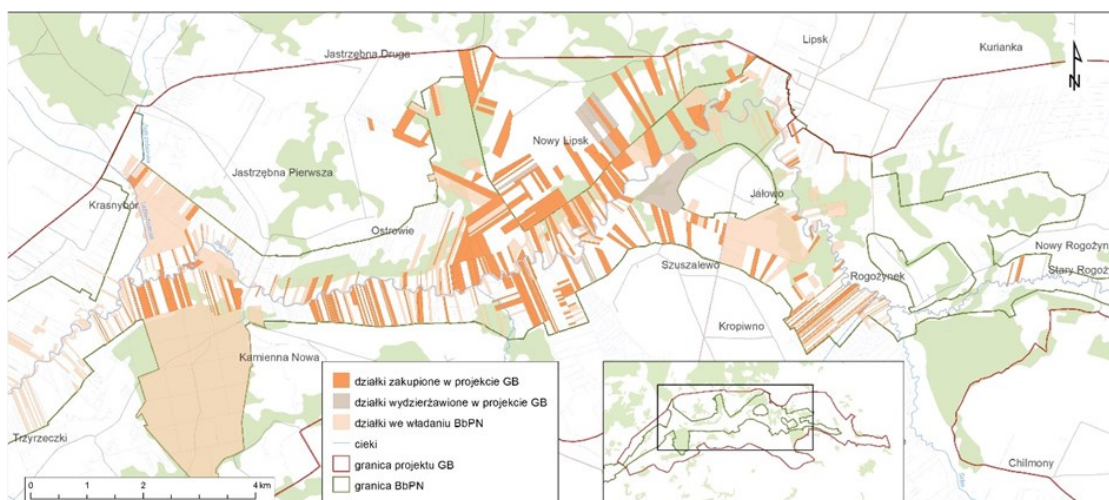 Jastrzębna Druga
Lipsk
Kurianka
N
Nowy Lipsk
Jastrzębna Pierwsza
Jałowo
Krasnybór
Ostrowie
Nowy Rogożyn
Szuszalewo
Rogożynek
Stary Rogoż
Kropiwno
Kamienna Nowa
działki zakupione w projekcie GB
działki wydzierżawione w projekcie GB
działki we władaniu BbPN
cieki
granica projektu GB
granica BbPN
Trzyrzeczki
Chilmony
0 1 2 4 km